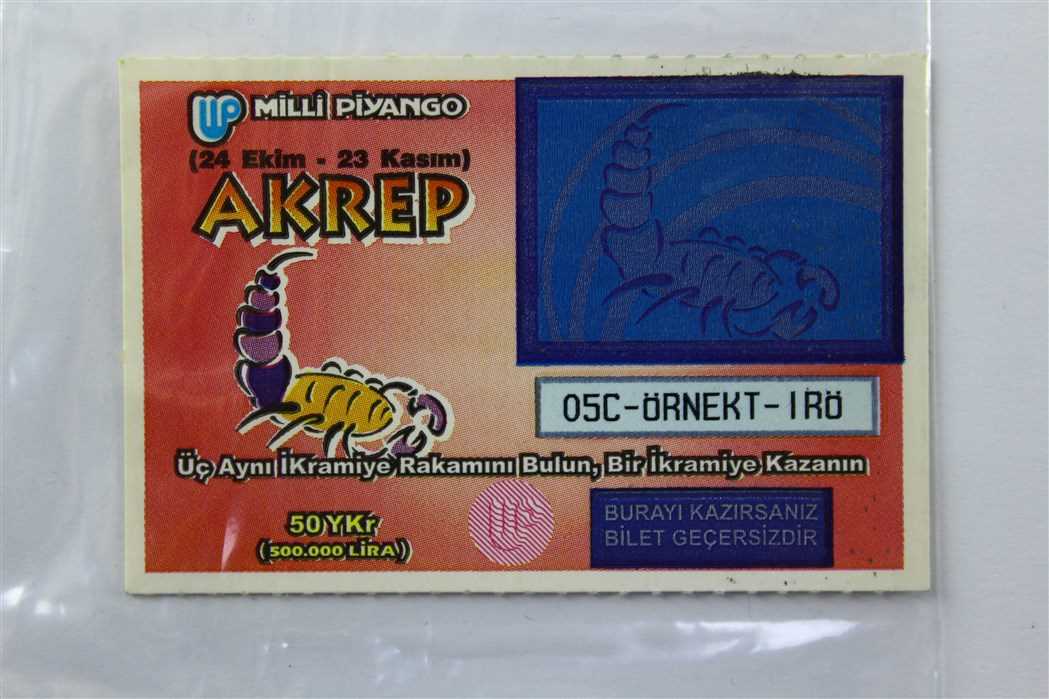 MİLLİ PİYANGO
(24 Ekim - 23 Kasım)
AKREP
05C-ÖRNEKT-IRÖ
Üç Aynı İKramiye Rakamını Bulun, Bir İkramiye Kazanın
50 YKr
(500.000 LİRA)
BURAYI KAZIRSANIZ
BİLET GEÇERSİZDİR